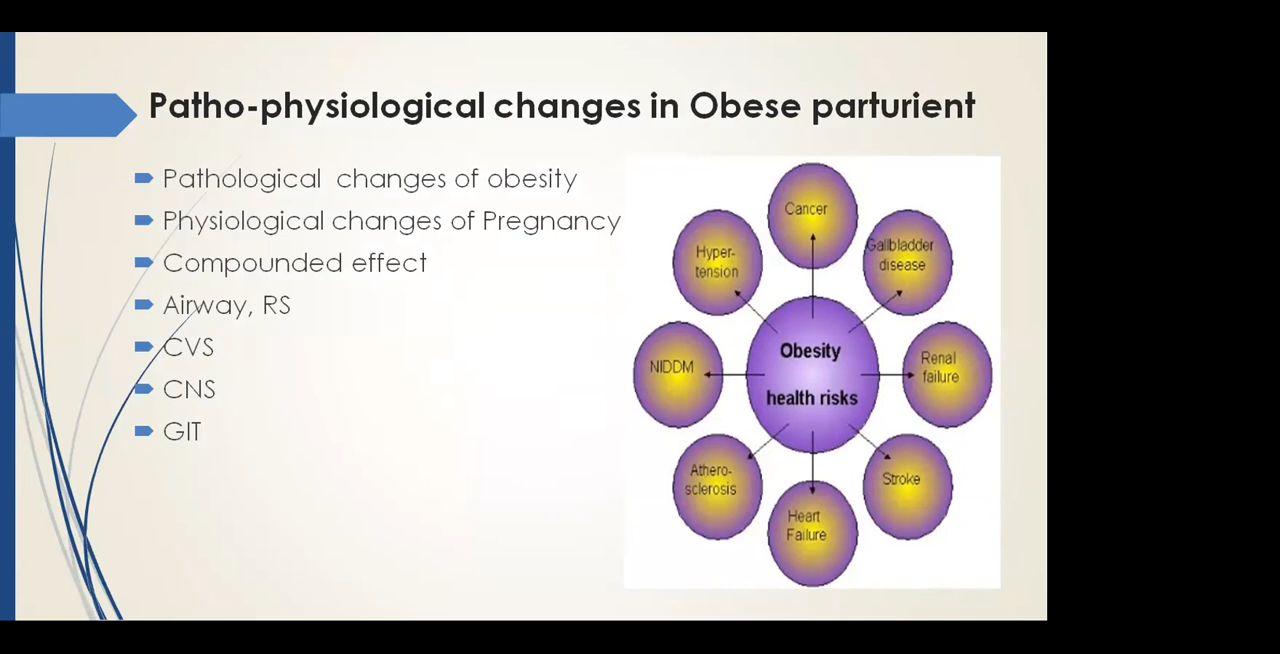 Patho-physiological changes in Obese parturient
Pathological changes of obesity
Physiological changes of Pregnancy
Compounded effect
Airway, RS
CVS
CNS
GIT
Cancer
Hyper-
tension
Gallbladder
disease
NIDDM
Obesity
health risks
Renal
failure
Athero-
sclerosis
Stroke
Heart
Failure